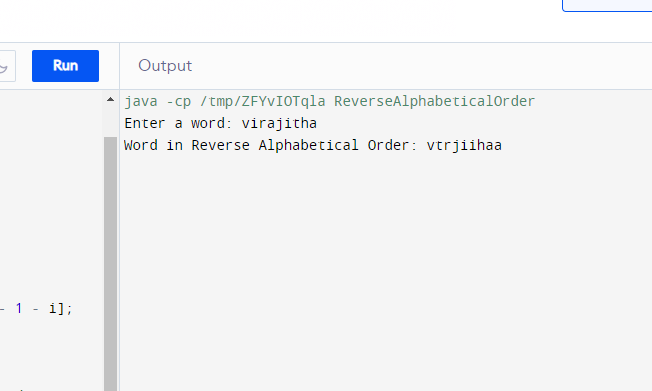 Run
Output
java -cp /tmp/ZFYvIOTqla ReverseAlphabeticalOrder
Enter a word: virajitha
Word in Reverse Alphabetical Order: vtrjiihaa
- 1 - i];